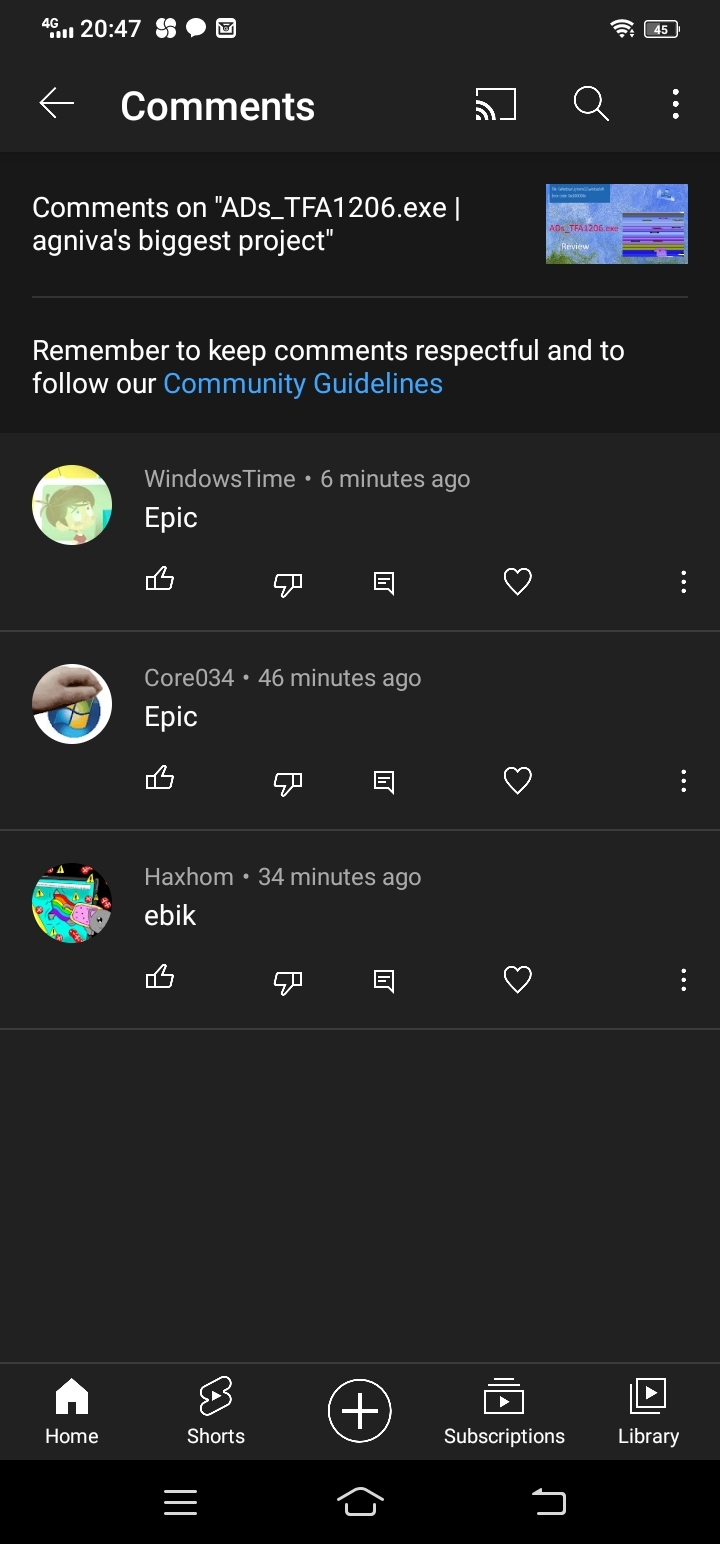 4G 20:47 45
Comments
Comments on "ADs_TFA1206.exe |
agniva's biggest project"
ADs_TFA1206.exe
Review
Remember to keep comments respectful and to
follow our Community Guidelines
WindowsTime • 6 minutes ago
Epic
Core034 • 46 minutes ago
Epic
Haxhom • 34 minutes ago
ebik
Home Shorts Subscriptions Library